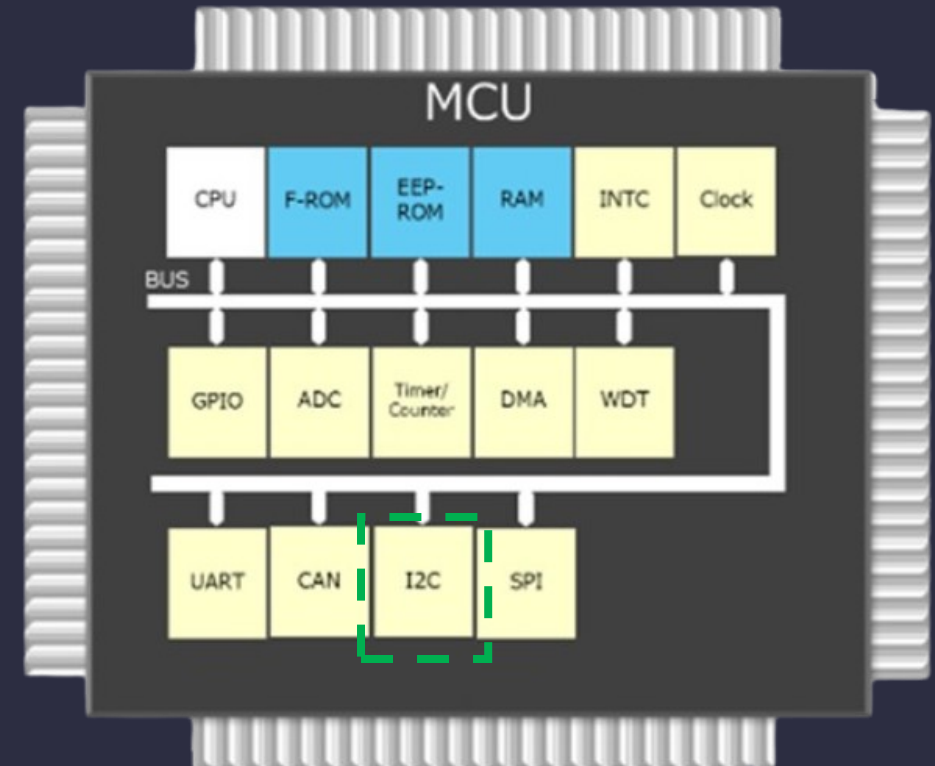 MCU
CPU
F-ROM
EEP-
ROM
RAM
INTC
Clock
BUS
GPIO
ADC
Timer/
Counter
DMA
WDT
UART
CAN
I2C
SPI